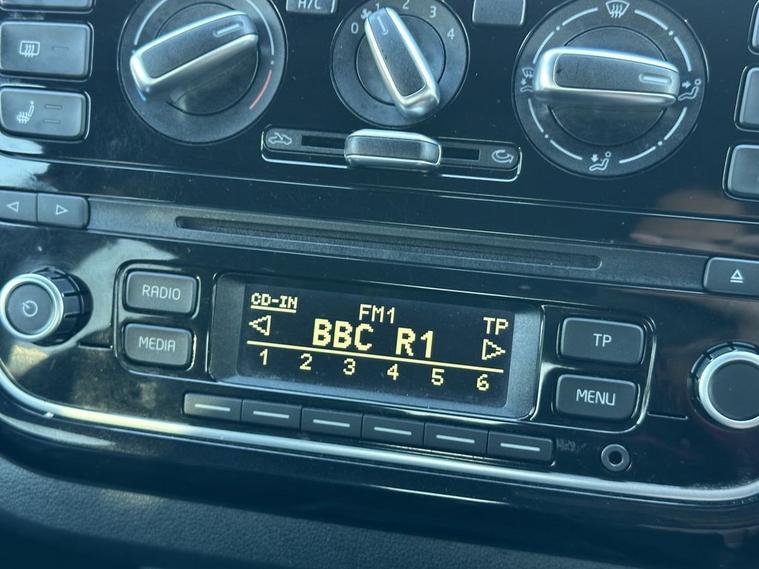 A/C
0 1 2 3 4
RADIO
MEDIA
CD-IN
FM1
TP
BBC R1
1 2 3 4 5 6
TP
MENU